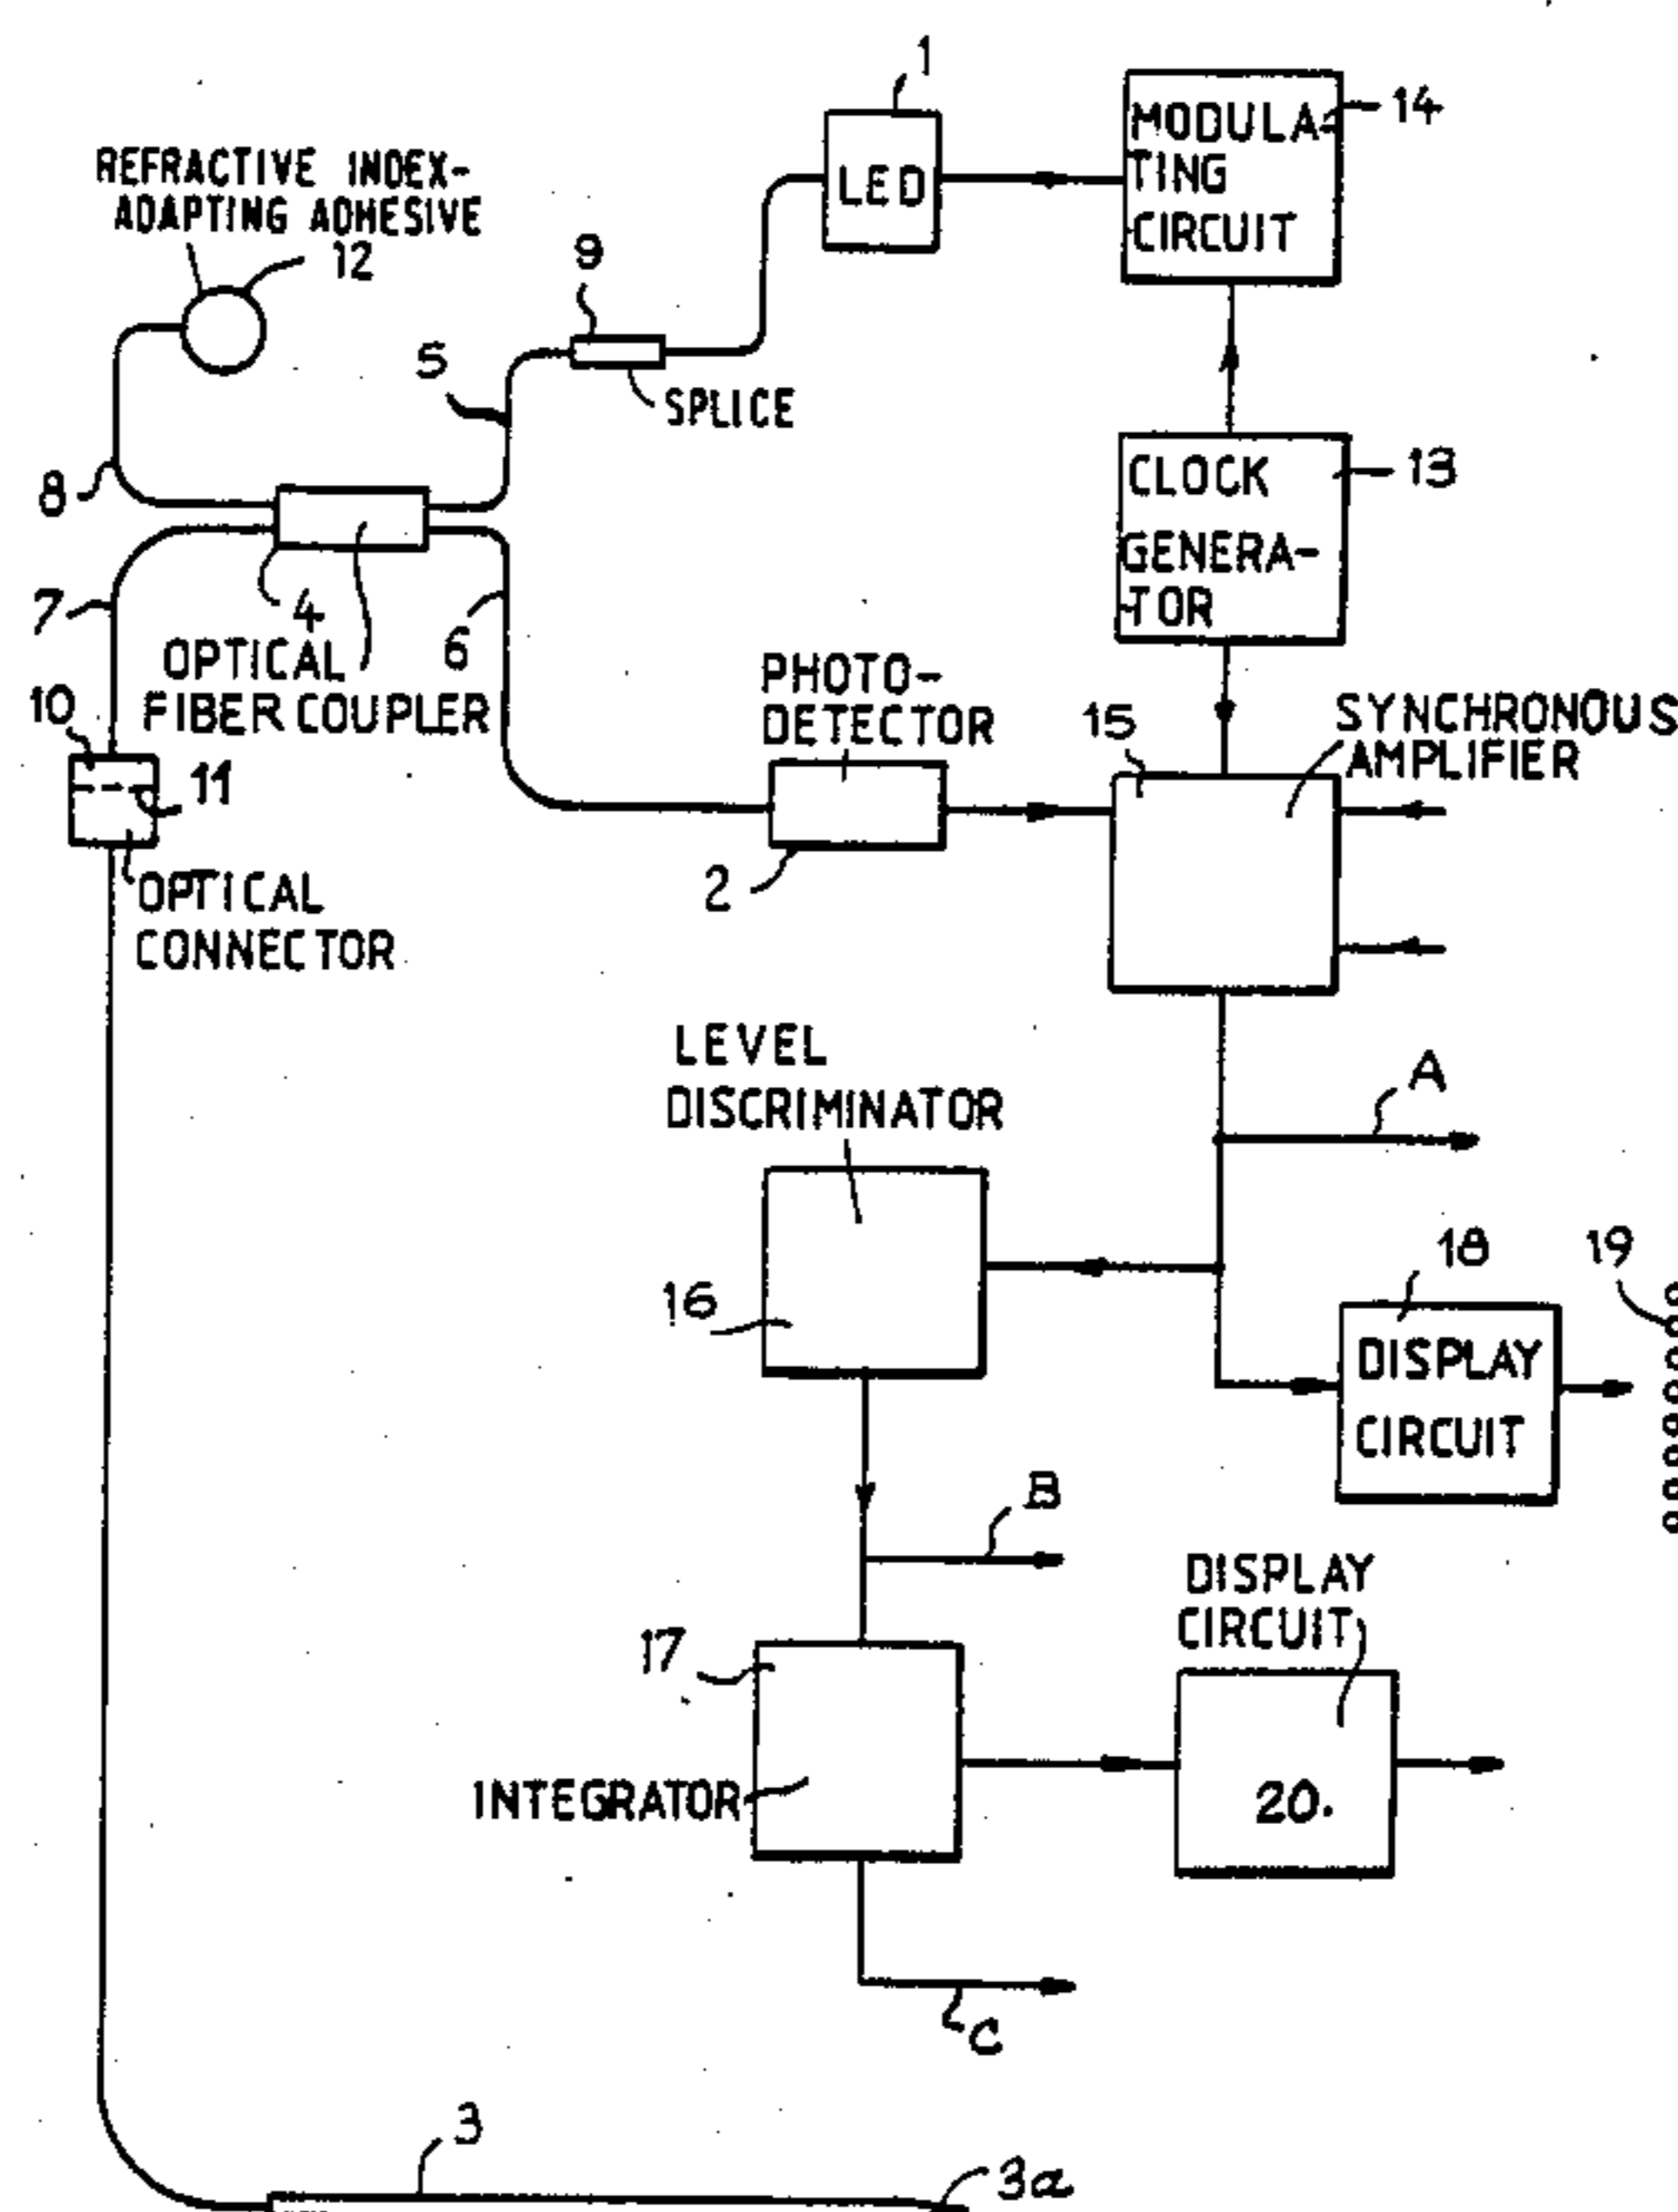 1
MODULA-
TING
CIRCUIT
14
LED
REFRACTIVE INDEX-
ADAPTING ADHESIVE
12
9
5
SPLICE
CLOCK
GENERA-
TOR
13
8
7
4
OPTICAL
FIBER COUPLER
6
10
11
OPTICAL
CONNECTOR
PHOTO-
DETECTOR
2
15
SYNCHRONOUS
AMPLIFIER
LEVEL
DISCRIMINATOR
A
16
18
19
DISPLAY
CIRCUIT
B
DISPLAY
CIRCUIT
17
INTEGRATOR
20.
C
3
3a